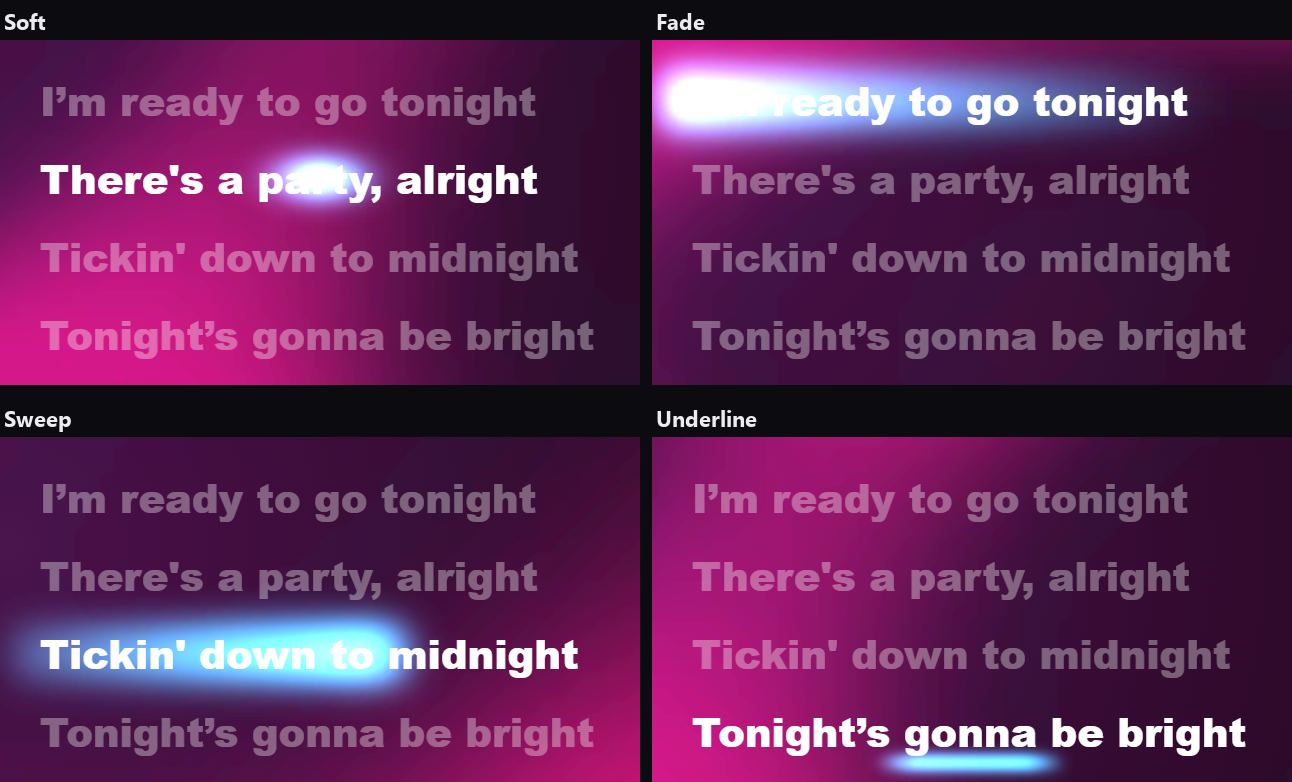 Soft
I’m ready to go tonight
There's a party, alright
Tickin' down to midnight
Tonight’s gonna be bright
Fade
ready to go tonight
There's a party, alright
Tickin' down to midnight
Tonight’s gonna be bright
Sweep
I’m ready to go tonight
There's a party, alright
Tickin' down to midnight
Tonight’s gonna be bright
Underline
I’m ready to go tonight
There's a party, alright
Tickin' down to midnight
Tonight’s gonna be bright